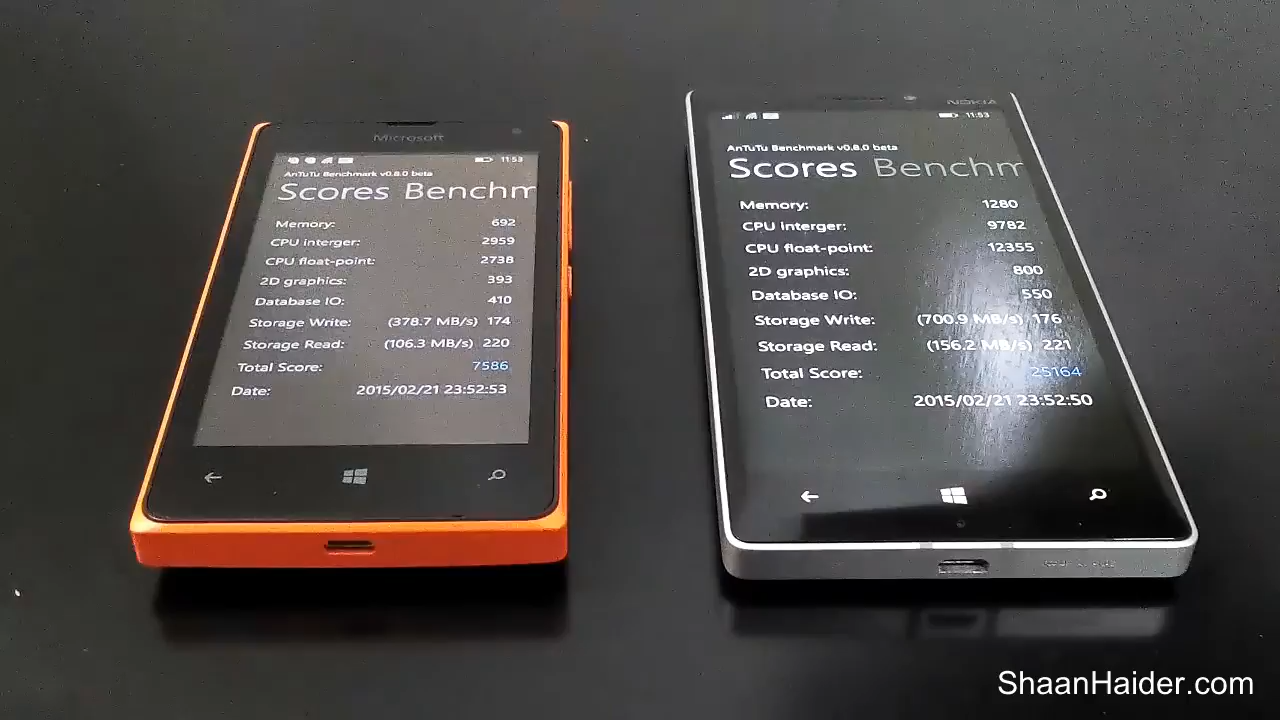 Microsoft
11:53
AnTuTu Benchmark v0.8.0 beta
Scores Benchm
Memory: 692
CPU interger: 2959
CPU float-point: 2738
2D graphics: 393
Database IO: 410
Storage Write: (378.7 MB/s) 174
Storage Read: (106.3 MB/s) 220
Total Score: 7586
Date: 2015/02/21 23:52:53
NOKIA
11:53
AnTuTu Benchmark v0.8.0 beta
Scores Benchm
Memory: 1280
CPU interger: 9782
CPU float-point: 12355
2D graphics: 800
Database IO: 550
Storage Write: (700.9 MB/s) 176
Storage Read: (156.2 MB/s) 221
Total Score: 25164
Date: 2015/02/21 23:52:50
ShaanHaider.com